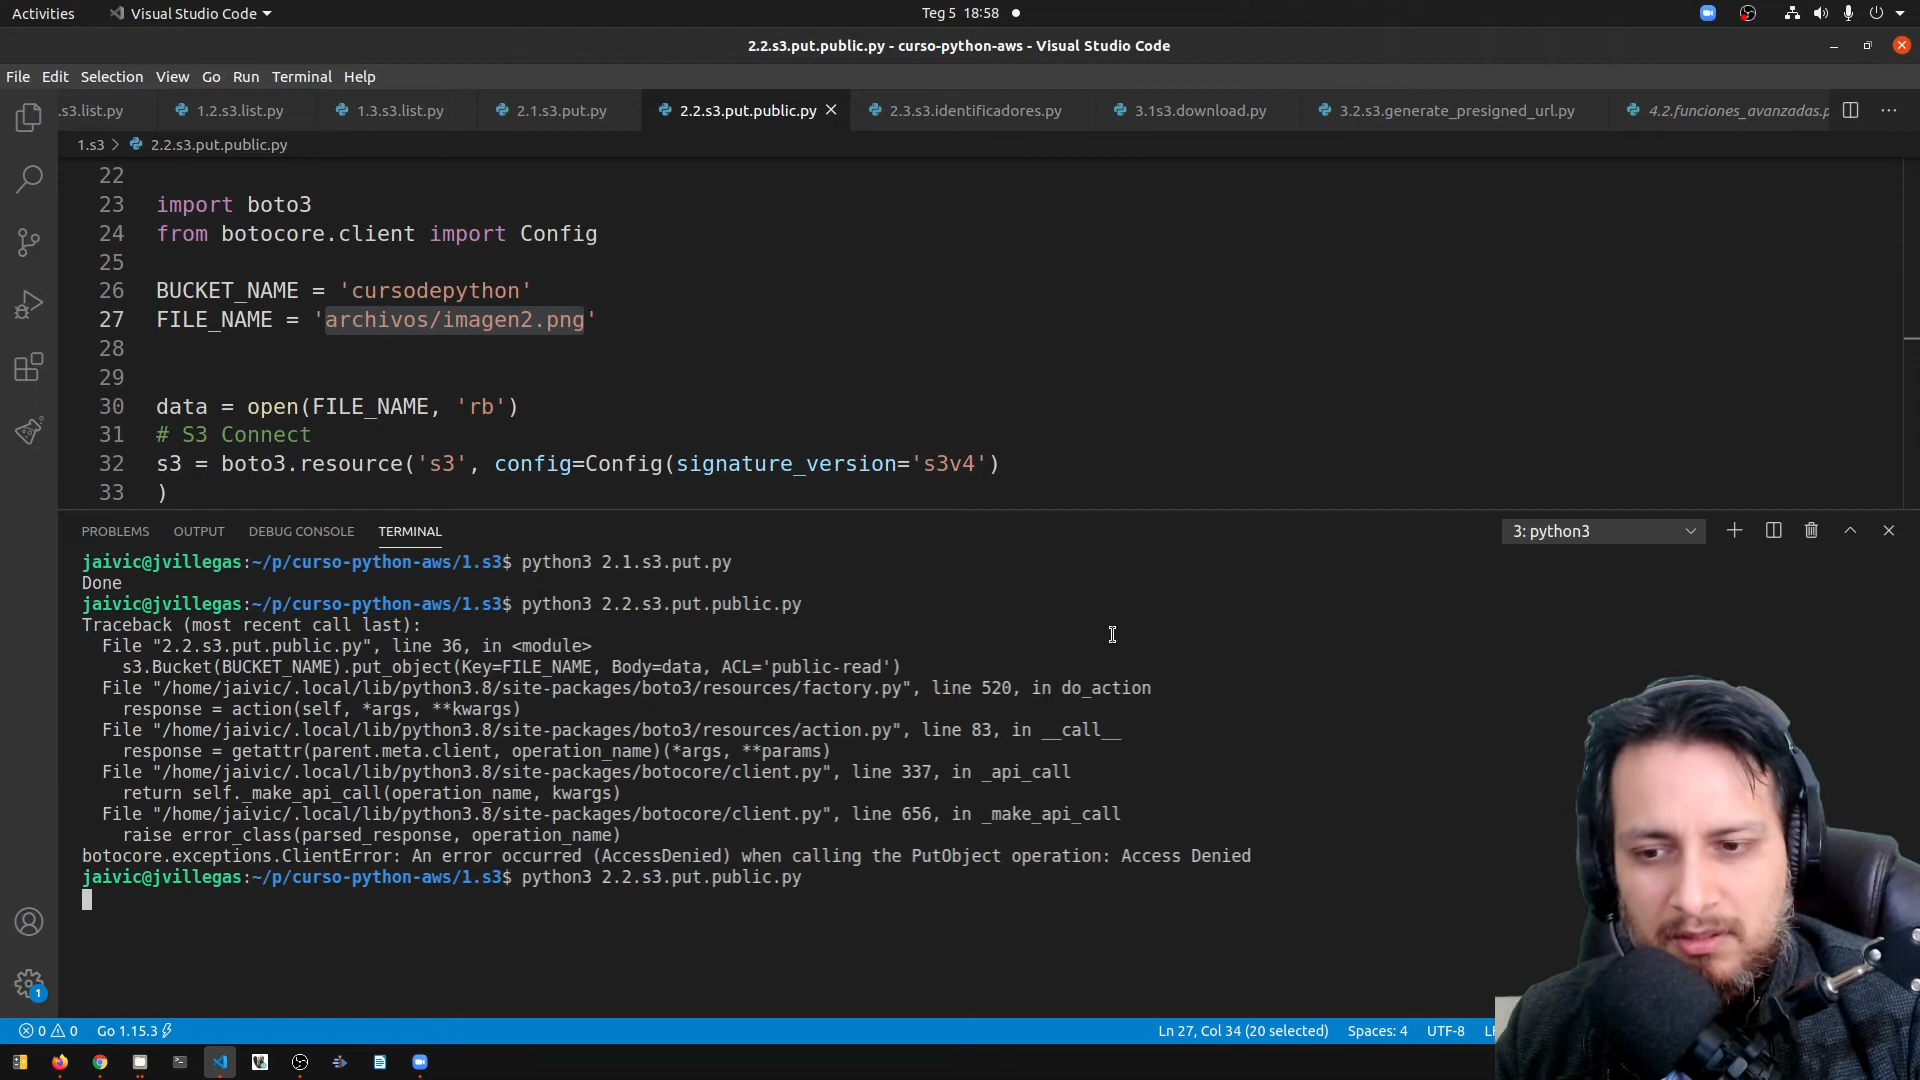 Activities
Visual Studio Code
Teg 5 18:58
2.2.s3.put.public.py - curso-python-aws - Visual Studio Code
File Edit Selection View Go Run Terminal Help
.s3.list.py
1.2.s3.list.py
1.3.s3.list.py
2.1.s3.put.py
2.2.s3.put.public.py
2.3.s3.identificadores.py
3.1s3.download.py
3.2.s3.generate_presigned_url.py
4.2.funciones_avanzadas.p
1.s3 > 2.2.s3.put.public.py
22
23 import boto3
24 from botocore.client import Config
25
26 BUCKET_NAME = 'cursodepython'
27 FILE_NAME = 'archivos/imagen2.png'
28
29
30 data = open(FILE_NAME, 'rb')
31 # S3 Connect
32 s3 = boto3.resource('s3', config=Config(signature_version='s3v4')
33 )
PROBLEMS OUTPUT DEBUG CONSOLE TERMINAL
3: python3
jaivic@jvillegas:~/p/curso-python-aws/1.s3$ python3 2.1.s3.put.py
Done
jaivic@jvillegas:~/p/curso-python-aws/1.s3$ python3 2.2.s3.put.public.py
Traceback (most recent call last):
File "2.2.s3.put.public.py", line 36, in <module>
s3.Bucket(BUCKET_NAME).put_object(Key=FILE_NAME, Body=data, ACL='public-read')
File "/home/jaivic/.local/lib/python3.8/site-packages/boto3/resources/factory.py", line 520, in do_action
response = action(self, *args, **kwargs)
File "/home/jaivic/.local/lib/python3.8/site-packages/boto3/resources/action.py", line 83, in __call__
response = getattr(parent.meta.client, operation_name)(*args, **params)
File "/home/jaivic/.local/lib/python3.8/site-packages/botocore/client.py", line 337, in _api_call
return self._make_api_call(operation_name, kwargs)
File "/home/jaivic/.local/lib/python3.8/site-packages/botocore/client.py", line 656, in _make_api_call
raise error_class(parsed_response, operation_name)
botocore.exceptions.ClientError: An error occurred (AccessDenied) when calling the PutObject operation: Access Denied
jaivic@jvillegas:~/p/curso-python-aws/1.s3$ python3 2.2.s3.put.public.py
1
0 0 Go 1.15.3
Ln 27, Col 34 (20 selected) Spaces: 4 UTF-8